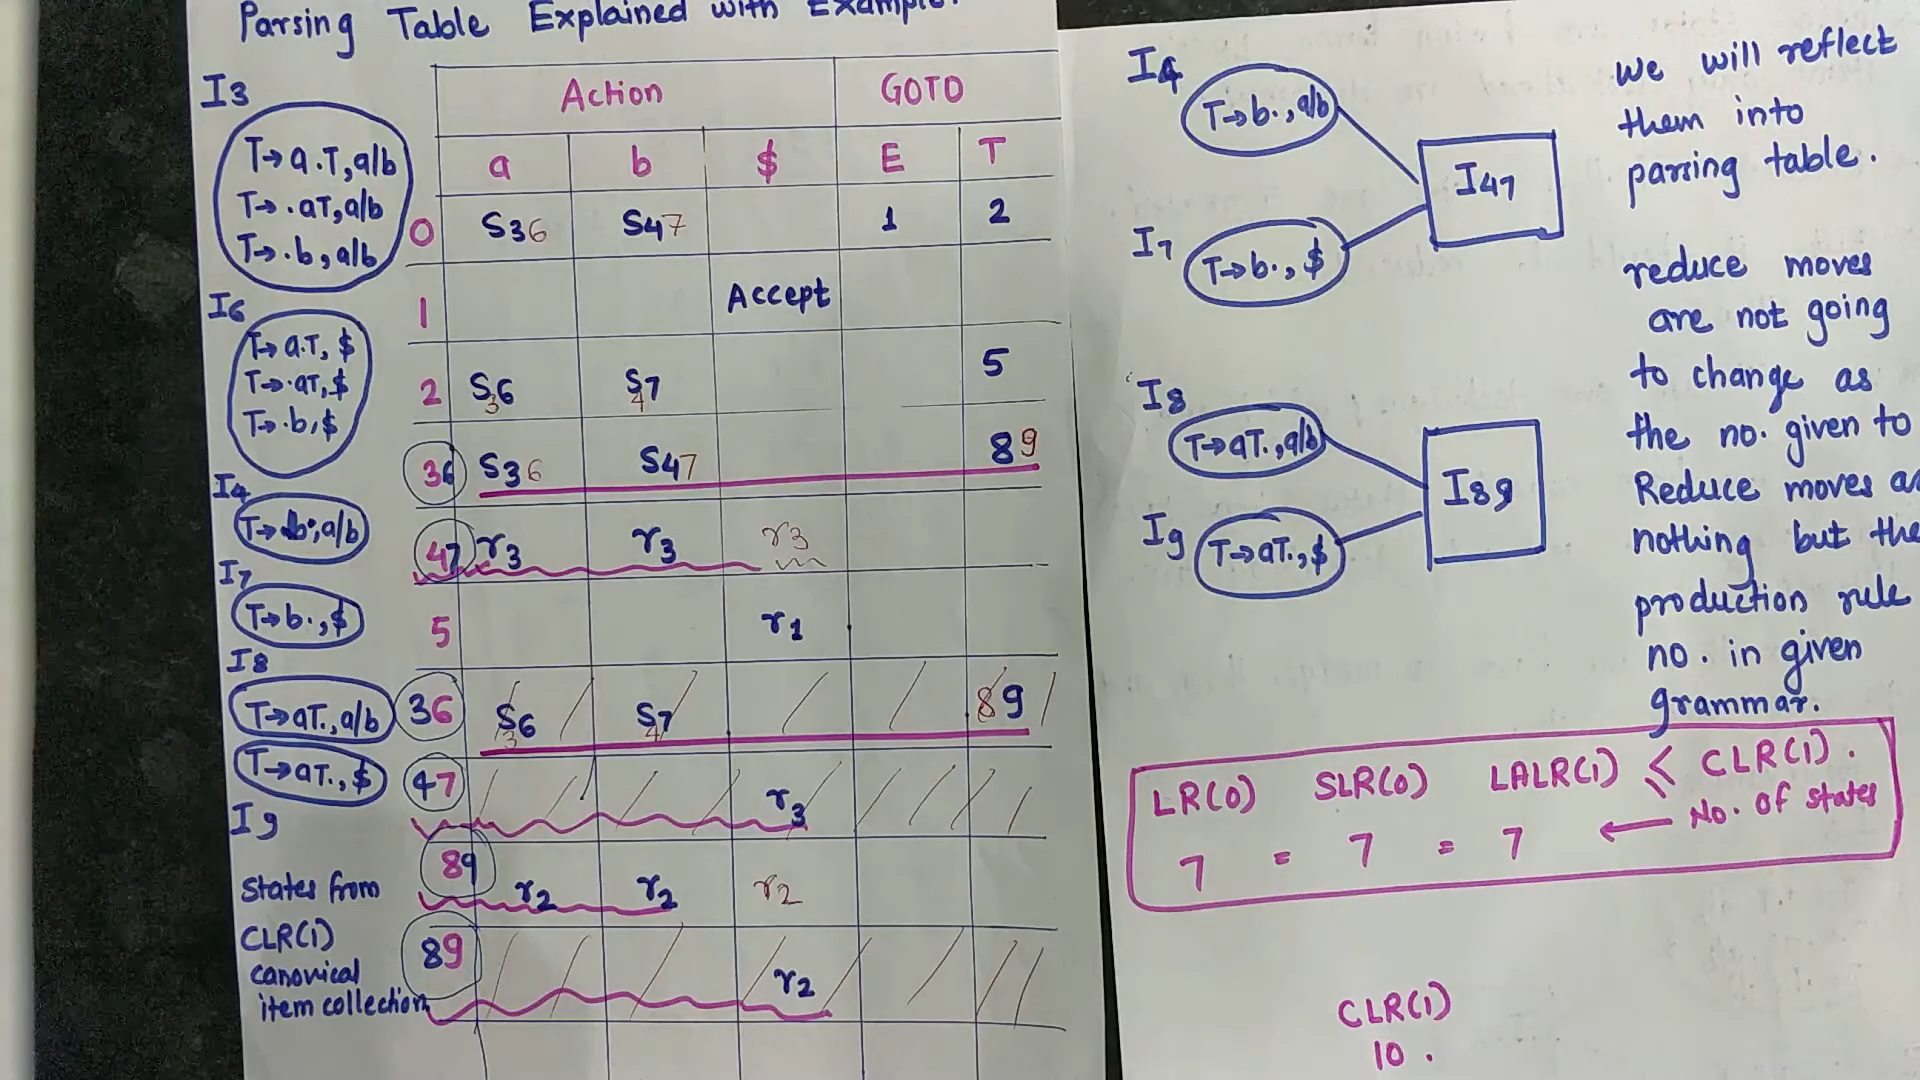 Parsing Table Explained with Example.
I3
T→a.T,a/b
T→.aT,a/b
T→.b,a/b
I6
T→a.T,$
T→.aT,$
T→.b,$
I4
T→b.,a/b
I7
T→b.,$
I8
T→aT.,a/b
T→aT.,$
I9
States from
CLR(1)
canonical
item collection
Action GOTO
a b $ E T
0 S36 S47 1 2
1 Accept
2 S36 S47 5
36 S36 S47 89
47 r3 r3 r3
5 r1
36 S36 S47 89
47 r3
89 r2 r2 r2
89 r2
I4
T→b.,a/b
I47
I7
T→b.,$
I8
T→aT.,a/b
I89
I9
T→aT.,$
we will reflect
them into
parsing table.
reduce moves
are not going
to change as
the no. given to
Reduce moves
nothing but the
production rule
no. in given
grammar.
LR(0) SLR(0) LALR(1) ≤ CLR(1).
7 = 7 = 7 ← No. of states
CLR(1)
10.